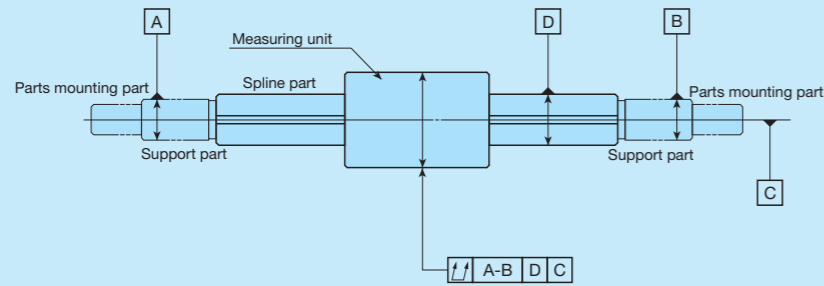 A
D
B
Measuring unit
Parts mounting part
Spline part
Parts mounting part
Support part
Support part
C
A-B D C